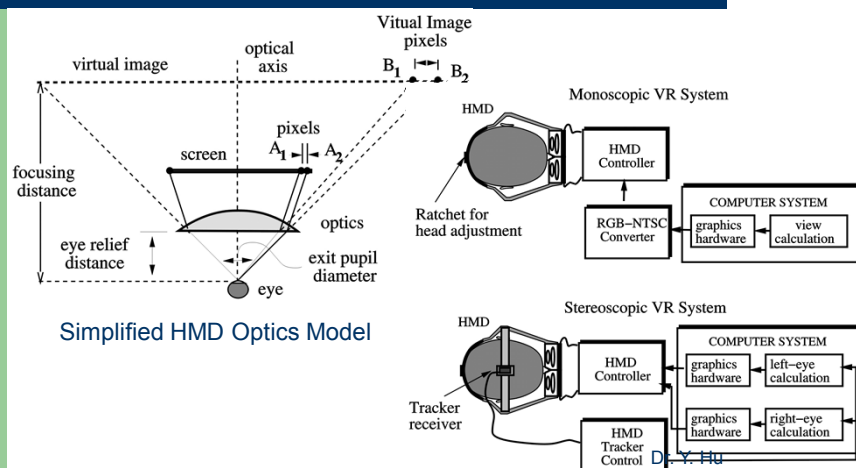 Vitual Image
pixels
optical
axis
virtual image
B1
B2
pixels
A1
A2
screen
focusing
distance
optics
eye relief
distance
exit pupil
diameter
eye
Simplified HMD Optics Model
Monoscopic VR System
HMD
HMD
Controller
Ratchet for
head adjustment
RGB–NTSC
Converter
COMPUTER SYSTEM
graphics
hardware
view
calculation
Stereoscopic VR System
HMD
HMD
Controller
COMPUTER SYSTEM
graphics
hardware
left–eye
calculation
graphics
hardware
right–eye
calculation
Tracker
receiver
HMD
Tracker
Control
Dr. Y. Hu